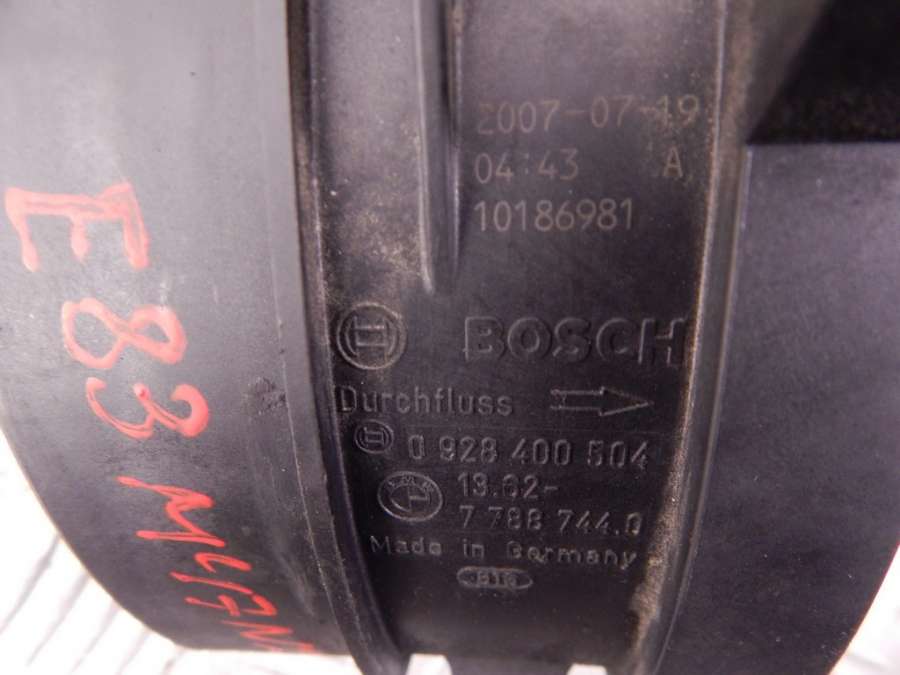 2007-07-19
04:43 A
10186981
BOSCH
Durchfluss
0 928 400 504
BMW
13.62-
7 788 744.0
Made in Germany
E83